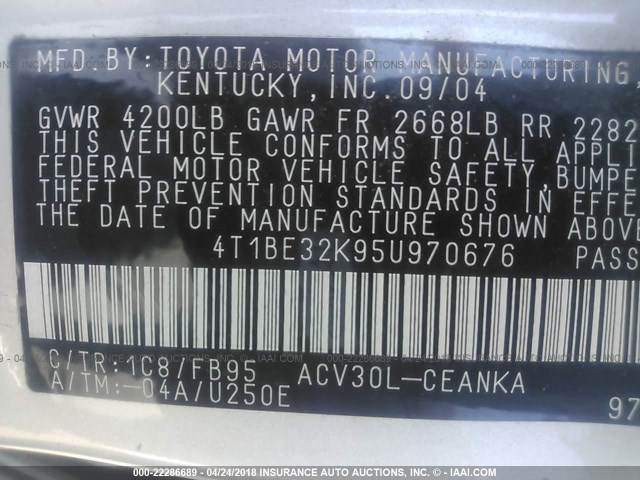 MFD. BY: TOYOTA MOTOR MANUFACTURING,
KENTUCKY, INC. 09/04
GVWR 4200LB GAWR FR 2668LB RR 2282
THIS VEHICLE CONFORMS TO ALL APPLI
FEDERAL MOTOR VEHICLE SAFETY, BUMPE
THEFT PREVENTION STANDARDS IN EFFE
THE DATE OF MANUFACTURE SHOWN ABOVE
4T1BE32K95U970676 PASS
C/TR: 1C87/FB95 ACV30L-CEANKA
A/TM: -04A/U250E
97
000-22286689 - 04/24/2018 - INSURANCE AUTO AUCTIONS, INC. - © - IAAI.COM